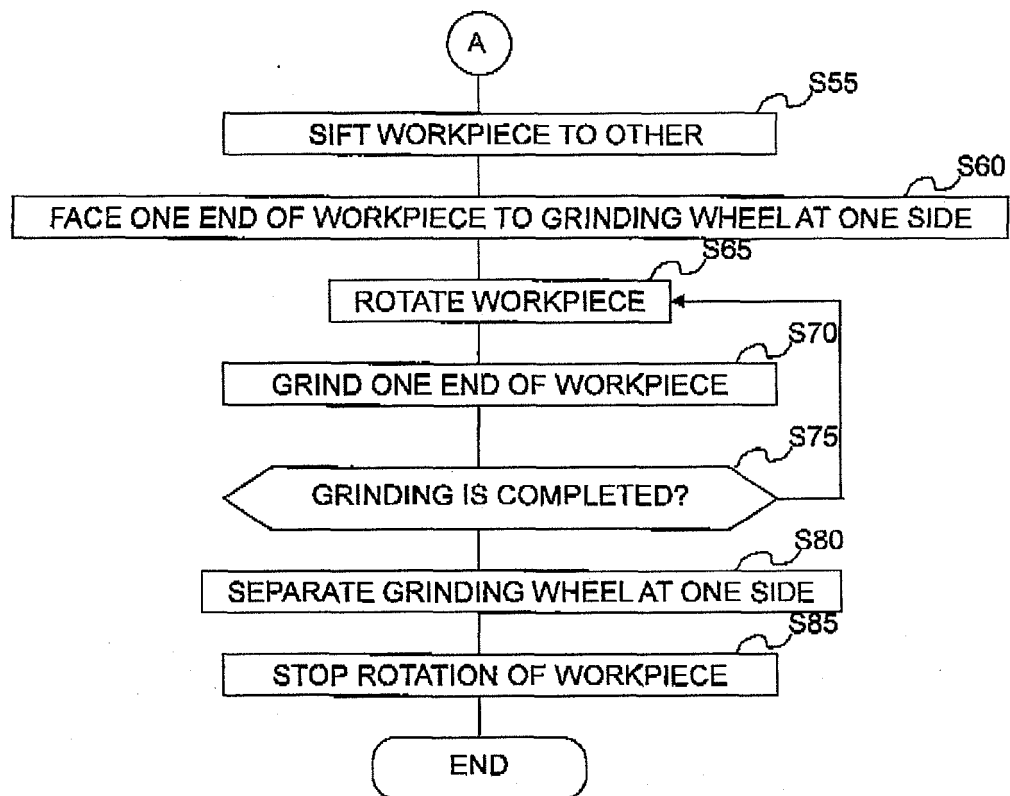 A
S55
SIFT WORKPIECE TO OTHER
S60
FACE ONE END OF WORKPIECE TO GRINDING WHEEL AT ONE SIDE
S65
ROTATE WORKPIECE
S70
GRIND ONE END OF WORKPIECE
S75
GRINDING IS COMPLETED?
S80
SEPARATE GRINDING WHEEL AT ONE SIDE
S85
STOP ROTATION OF WORKPIECE
END